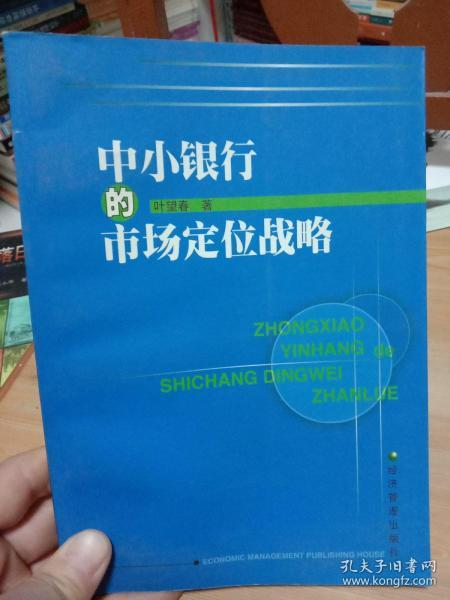 中小银行
的
叶望春 著
市场定位战略
ZHONGXIAO
YINHANG de
SHICHANG DINGWEI
ZHANLUE
经济管理出版社
ECONOMIC MANAGEMENT PUBLISHING HOUSE
落日
孔夫子旧书网
www.kongfz.com